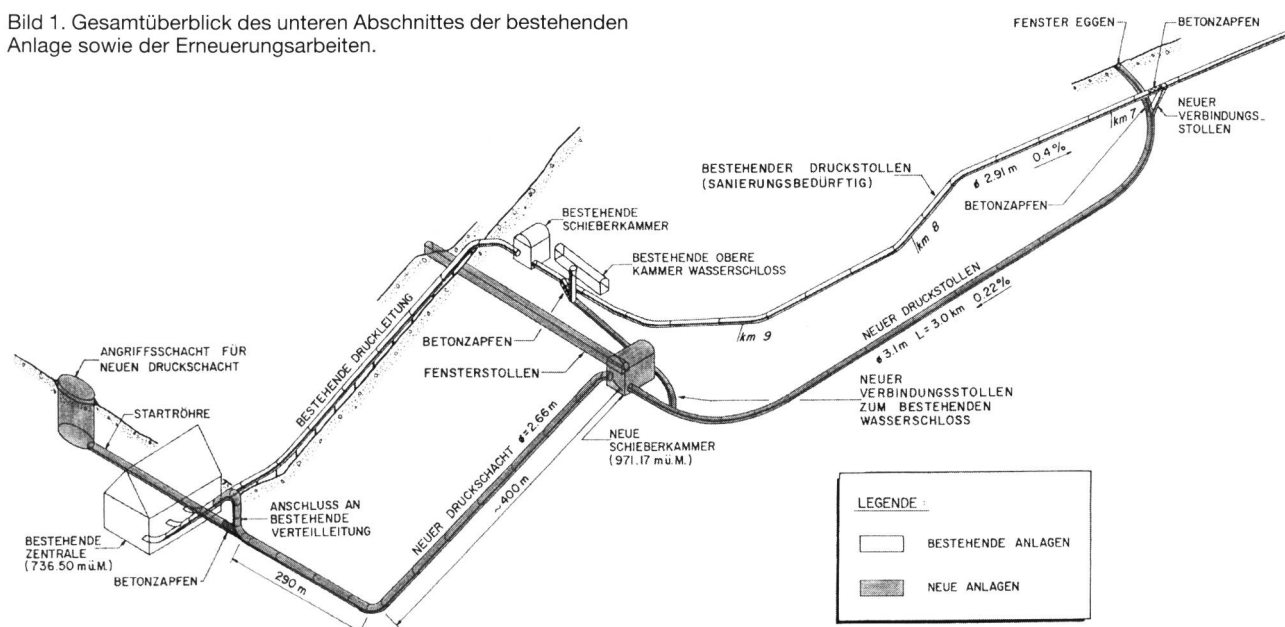 Bild 1. Gesamtüberblick des unteren Abschnittes der bestehenden
Anlage sowie der Erneuerungsarbeiten.
FENSTER EGGEN
BETONZAPFEN
km 7
NEUER
VERBINDUNGS-
STOLLEN
BESTEHENDER DRUCKSTOLLEN
(SANIERUNGSBEDÜRFTIG)
ø 2.91 m 0.4%
BETONZAPFEN
km 8
BESTEHENDE
SCHIEBERKAMMER
BESTEHENDE OBERE
KAMMER WASSERSCHLOSS
km 9
NEUER DRUCKSTOLLEN
ø 3.1 m L = 3.0 km 0.22%
BETONZAPFEN
FENSTERSTOLLEN
BESTEHENDE DRUCKLEITUNG
ANGRIFFSSCHACHT FÜR
NEUEN DRUCKSCHACHT
STARTRÖHRE
NEUER
VERBINDUNGSSTOLLEN
ZUM BESTEHENDEN
WASSERSCHLOSS
NEUE
SCHIEBERKAMMER
(971.17 mü.M.)
NEUER DRUCKSCHACHT ø=2.66 m
~400 m
ANSCHLUSS AN
BESTEHENDE
VERTEILLEITUNG
BESTEHENDE
ZENTRALE
(736.50 mü.M.)
BETONZAPFEN
290 m
LEGENDE :
BESTEHENDE ANLAGEN
NEUE ANLAGEN